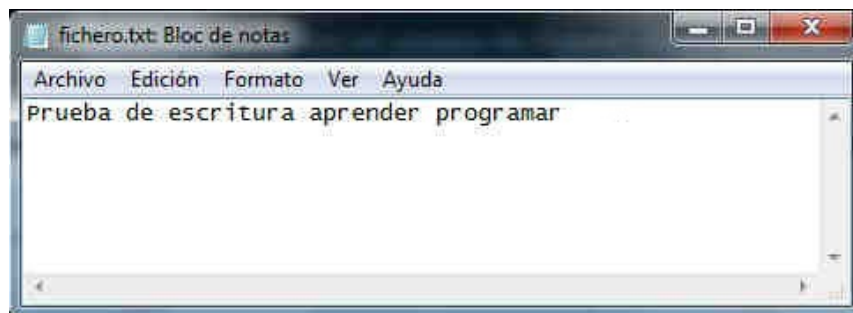 fichero.txt: Bloc de notas
Archivo Edición Formato Ver Ayuda
Prueba de escritura aprender programar